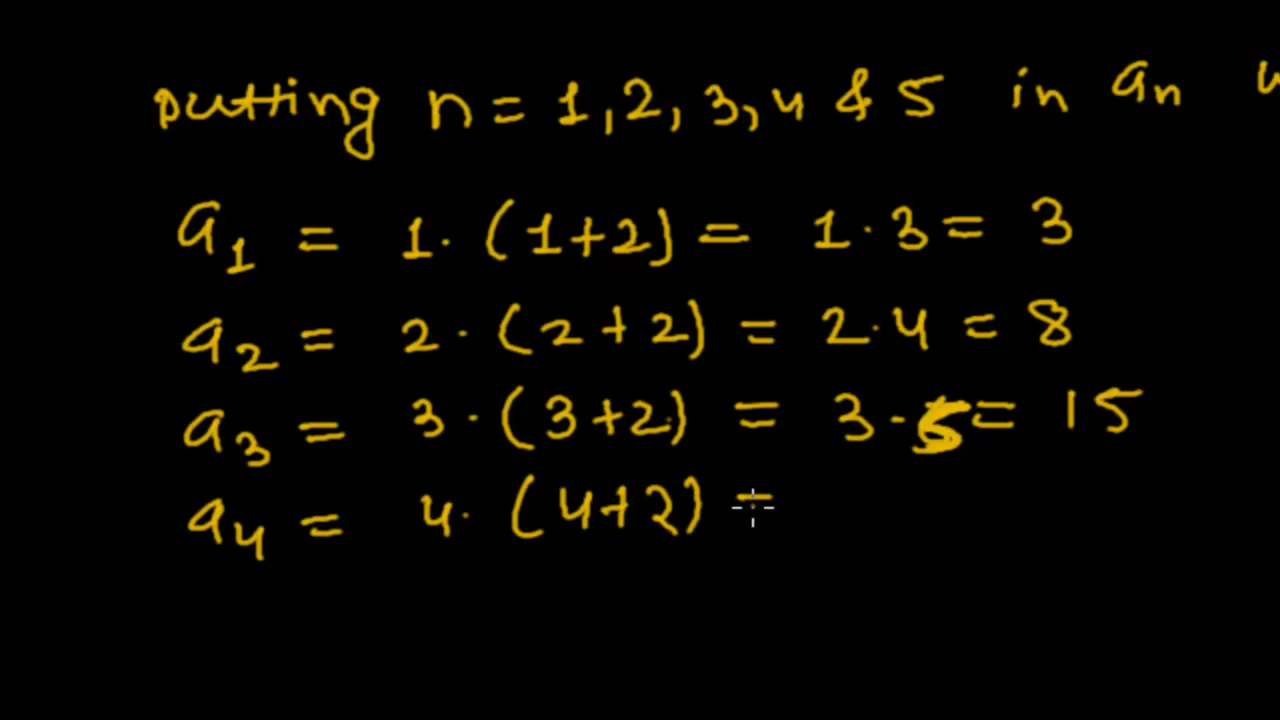 putting n = 1, 2, 3, 4 & 5 in aₙ
a₁ = 1 · (1+2) = 1 · 3 = 3
a₂ = 2 · (2+2) = 2 · 4 = 8
a₃ = 3 · (3+2) = 3 · 5 = 15
a₄ = 4 · (4+2) =